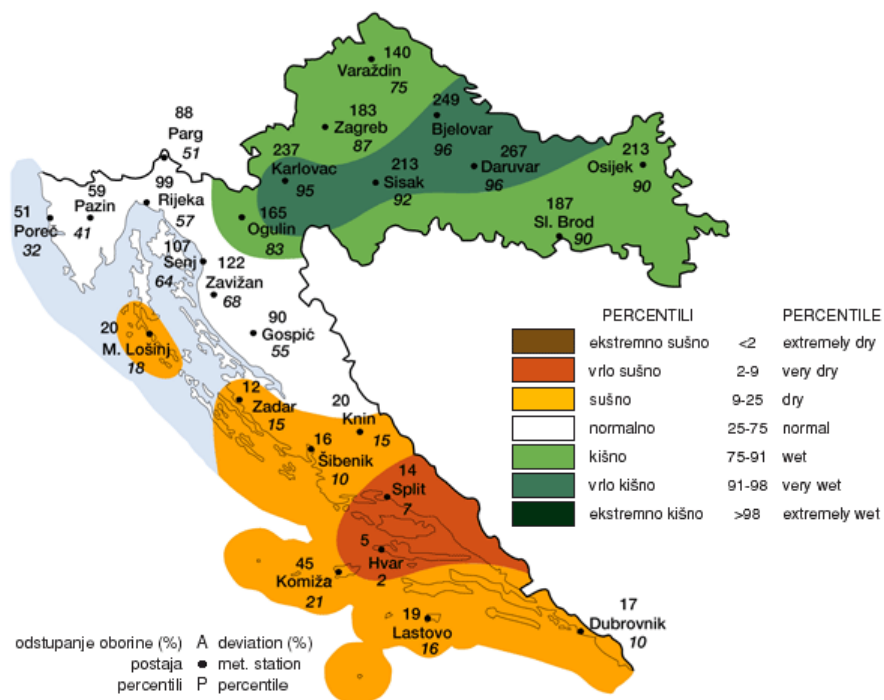 140
Varaždin
75
249
Bjelovar
96
183
Zagreb
87
88
Parg
51
237
Karlovac
95
213
Sisak
92
267
Daruvar
96
213
Osijek
90
187
Sl. Brod
90
99
Rijeka
57
59
Pazin
41
51
Poreč
32
165
Ogulin
83
107
Senj
64
122
Zavižan
68
90
Gospić
55
20
M. Lošinj
18
12
Zadar
15
20
Knin
15
16
Šibenik
10
14
Split
7
5
Hvar
2
45
Komiža
21
19
Lastovo
16
17
Dubrovnik
10
PERCENTILI PERCENTILE
ekstremno sušno <2 extremely dry
vrlo sušno 2-9 very dry
sušno 9-25 dry
normalno 25-75 normal
kišno 75-91 wet
vrlo kišno 91-98 very wet
ekstremno kišno >98 extremely wet
odstupanje oborine (%) A deviation (%)
postaja met. station
percentili P percentile